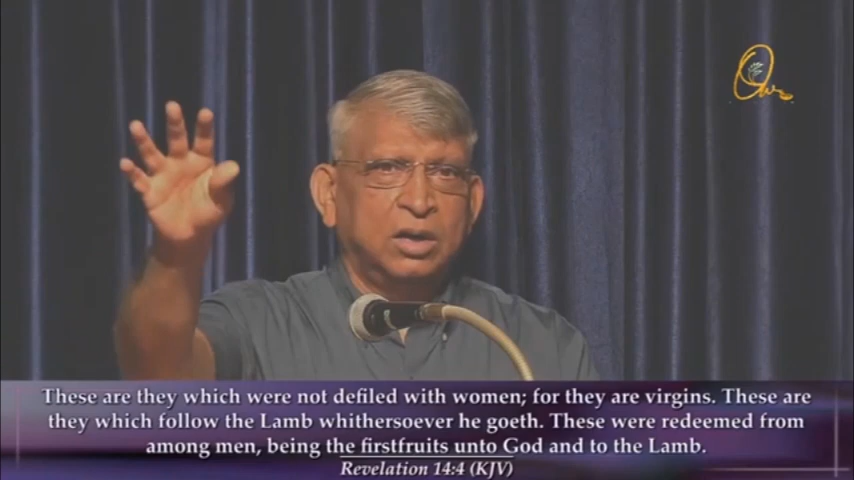 These are they which were not defiled with women; for they are virgins. These are
they which follow the Lamb whithersoever he goeth. These were redeemed from
among men, being the firstfruits unto God and to the Lamb.
Revelation 14:4 (KJV)